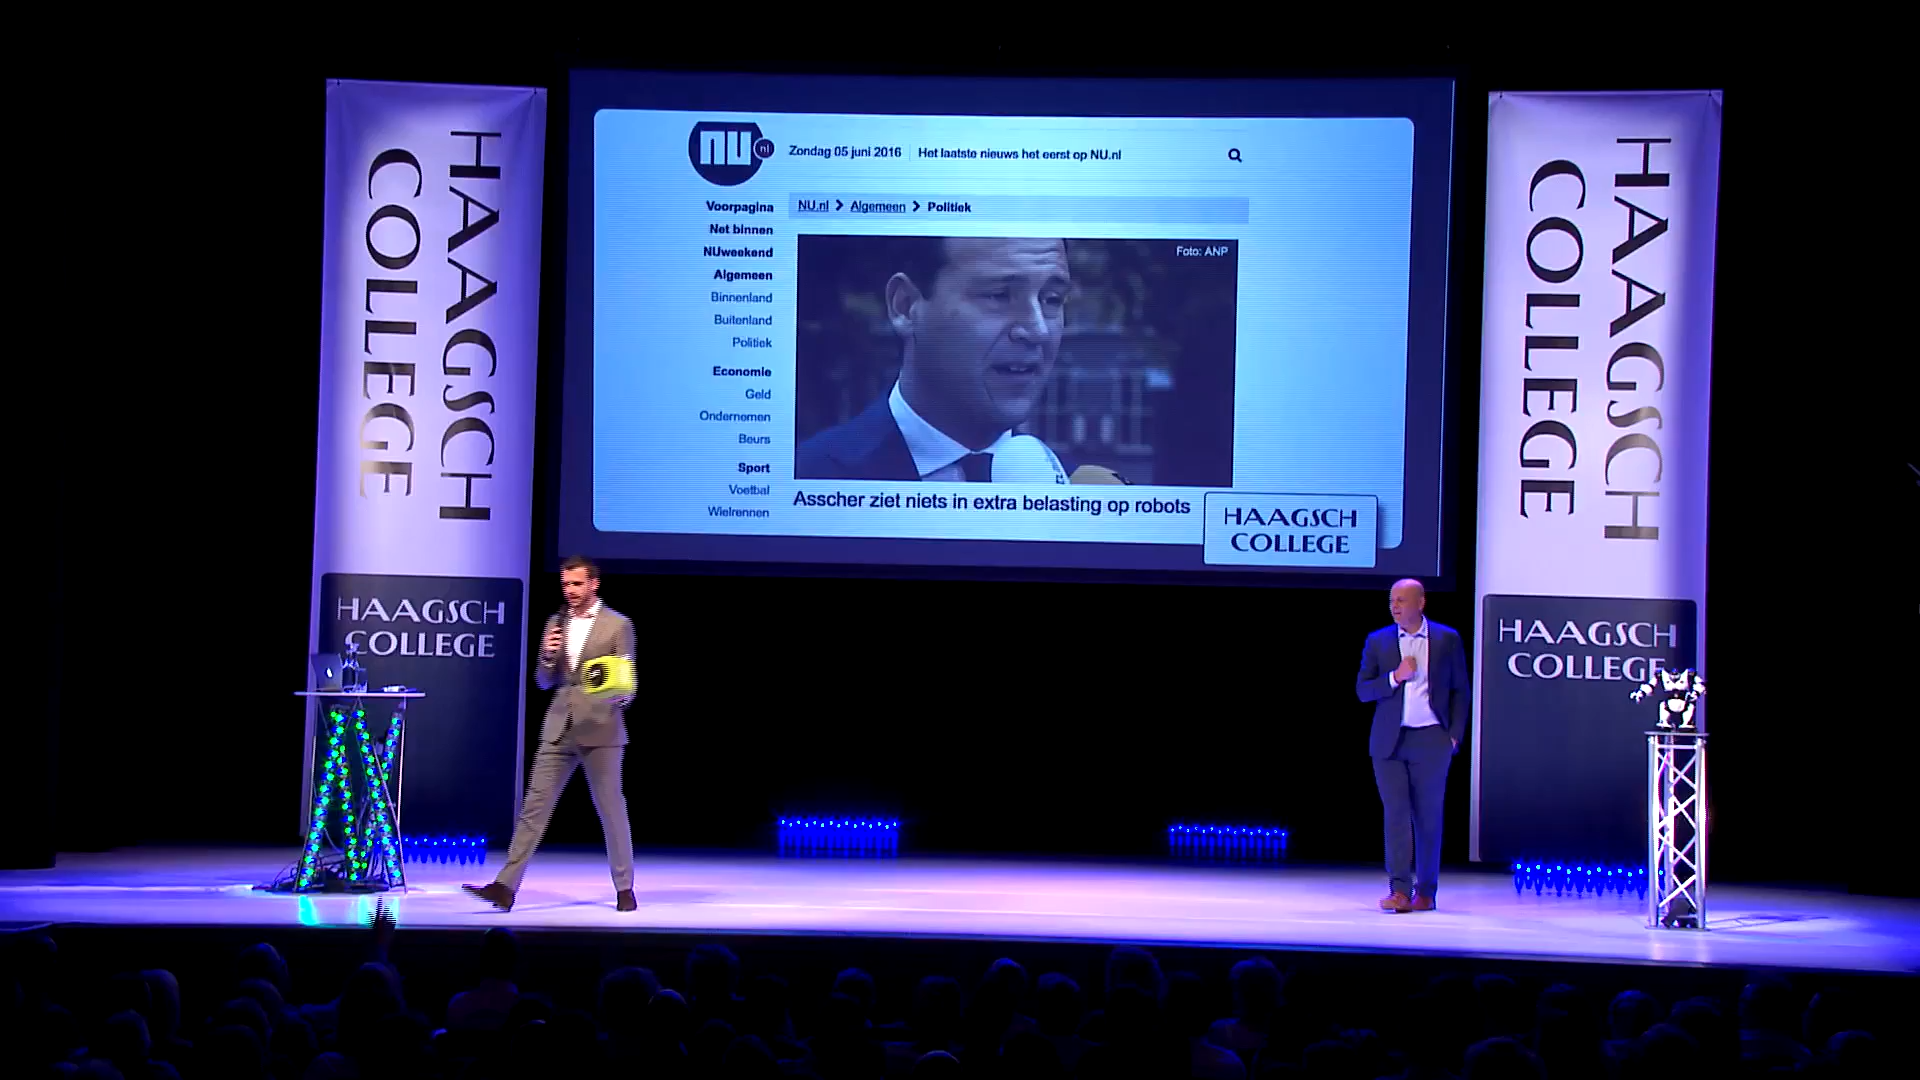 HAAGSCH
COLLEGE
HAAGSCH
COLLEGE
NU
nl
Zondag 05 juni 2016
Het laatste nieuws het eerst op NU.nl
Voorpagina
Net binnen
NUweekend
Algemeen
Binnenland
Buitenland
Politiek
Economie
Geld
Ondernemen
Beurs
Sport
Voetbal
Wielrennen
NU.nl > Algemeen > Politiek
Foto: ANP
Asscher ziet niets in extra belasting op robots
HAAGSCH
COLLEGE
HAAGSCH
COLLEGE
HAAGSCH
COLLEGE